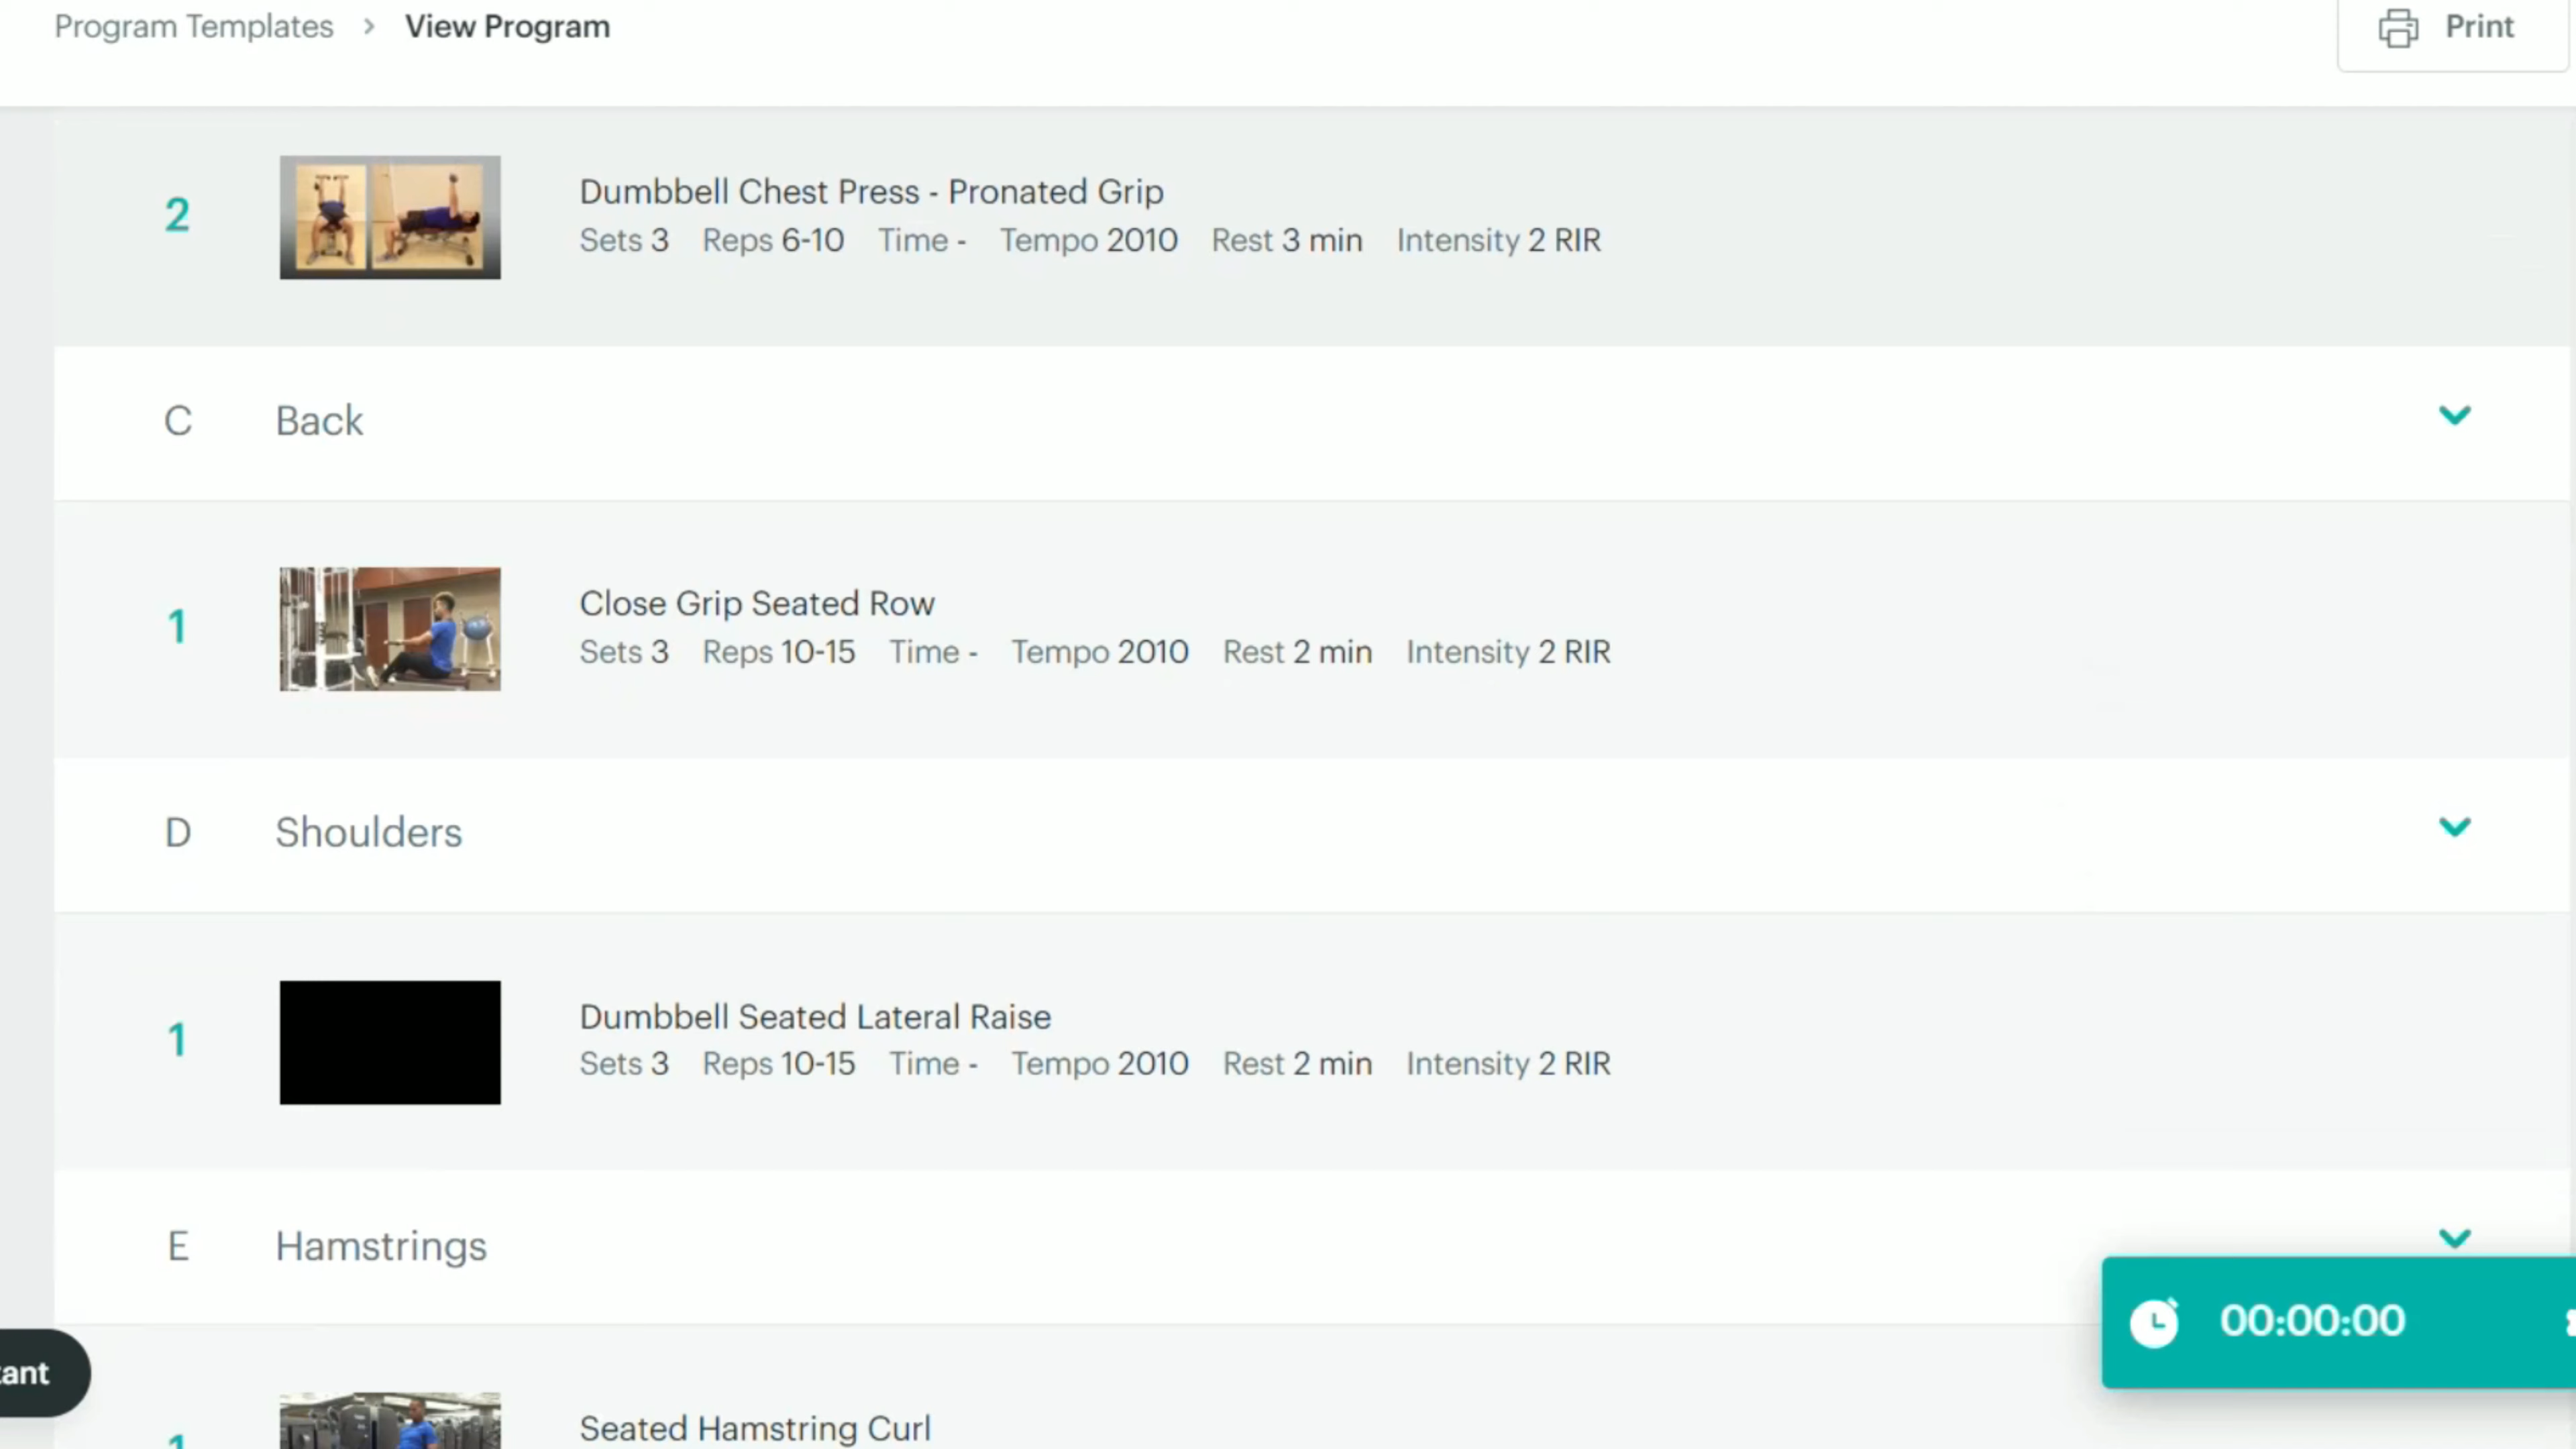 Program Templates > View Program
Print
2
Dumbbell Chest Press - Pronated Grip
Sets 3 Reps 6-10 Time - Tempo 2010 Rest 3 min Intensity 2 RIR
C Back
1
Close Grip Seated Row
Sets 3 Reps 10-15 Time - Tempo 2010 Rest 2 min Intensity 2 RIR
D Shoulders
1
Dumbbell Seated Lateral Raise
Sets 3 Reps 10-15 Time - Tempo 2010 Rest 2 min Intensity 2 RIR
E Hamstrings
00:00:00
tant
1
Seated Hamstring Curl